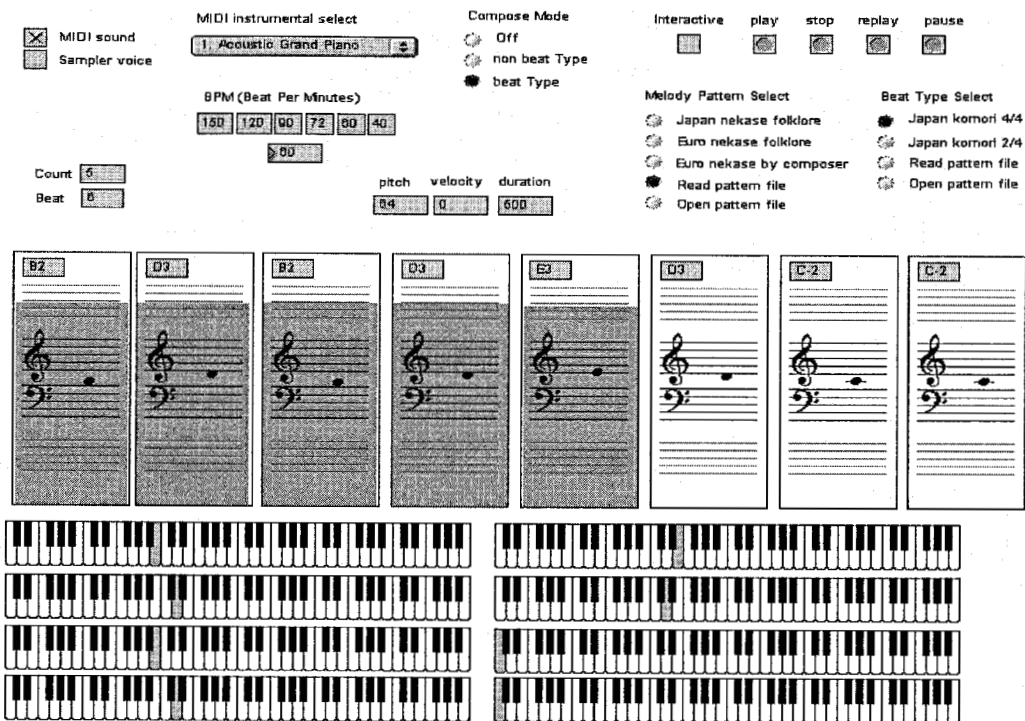 MIDI sound
Sampler voice
MIDI instrumental select
1. Acoustic Grand Piano
Compose Mode
Off
non beat Type
beat Type
Interactive play stop replay pause
BPM (Beat Per Minutes)
150 120 90 72 60 40
60
Melody Pattern Select
Japan nekase folklore
Euro nekase folklore
Euro nekase by composer
Read pattern file
Open pattern file
Beat Type Select
Japan komori 4/4
Japan komori 2/4
Read pattern file
Open pattern file
Count 5
Beat 6
pitch velocity duration
64 0 500
B2 D3 B2 D3 E3 D3 C-2 C-2